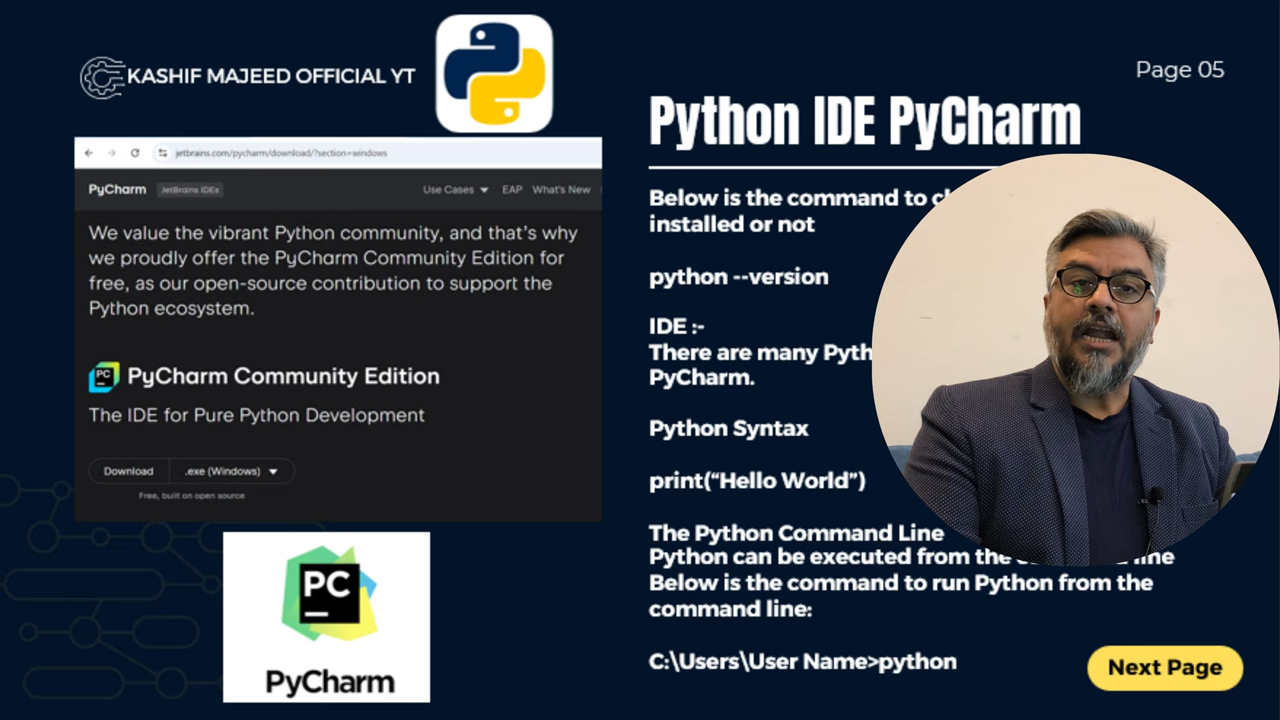 KASHIF MAJEED OFFICIAL YT
Page 05
Python IDE PyCharm
jetbrains.com/pycharm/download/?section=windows
PyCharm JetBrains IDEs Use Cases EAP What's New
We value the vibrant Python community, and that's why
we proudly offer the PyCharm Community Edition for
free, as our open-source contribution to support the
Python ecosystem.
PC PyCharm Community Edition
The IDE for Pure Python Development
Download .exe (Windows)
Free, built on open source
PC
PyCharm
Below is the command to
installed or not
python --version
IDE :-
There are many
PyCharm.
Python Syntax
print(“Hello World”)
The Python Command Line
Python can be executed from the
Below is the command to run Python from the
command line:
C:\Users\User Name>python
Next Page